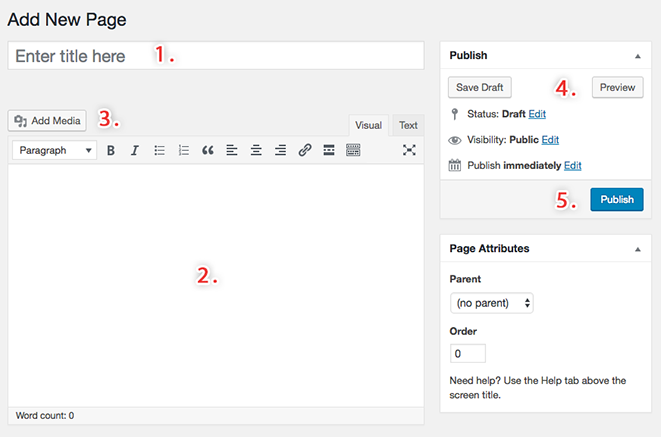 Add New Page
Enter title here 1.
Add Media 3.
Visual Text
Paragraph B I
2.
Word count: 0
Publish
Save Draft 4. Preview
Status: Draft Edit
Visibility: Public Edit
Publish immediately Edit
5. Publish
Page Attributes
Parent
(no parent)
Order
0
Need help? Use the Help tab above the
screen title.